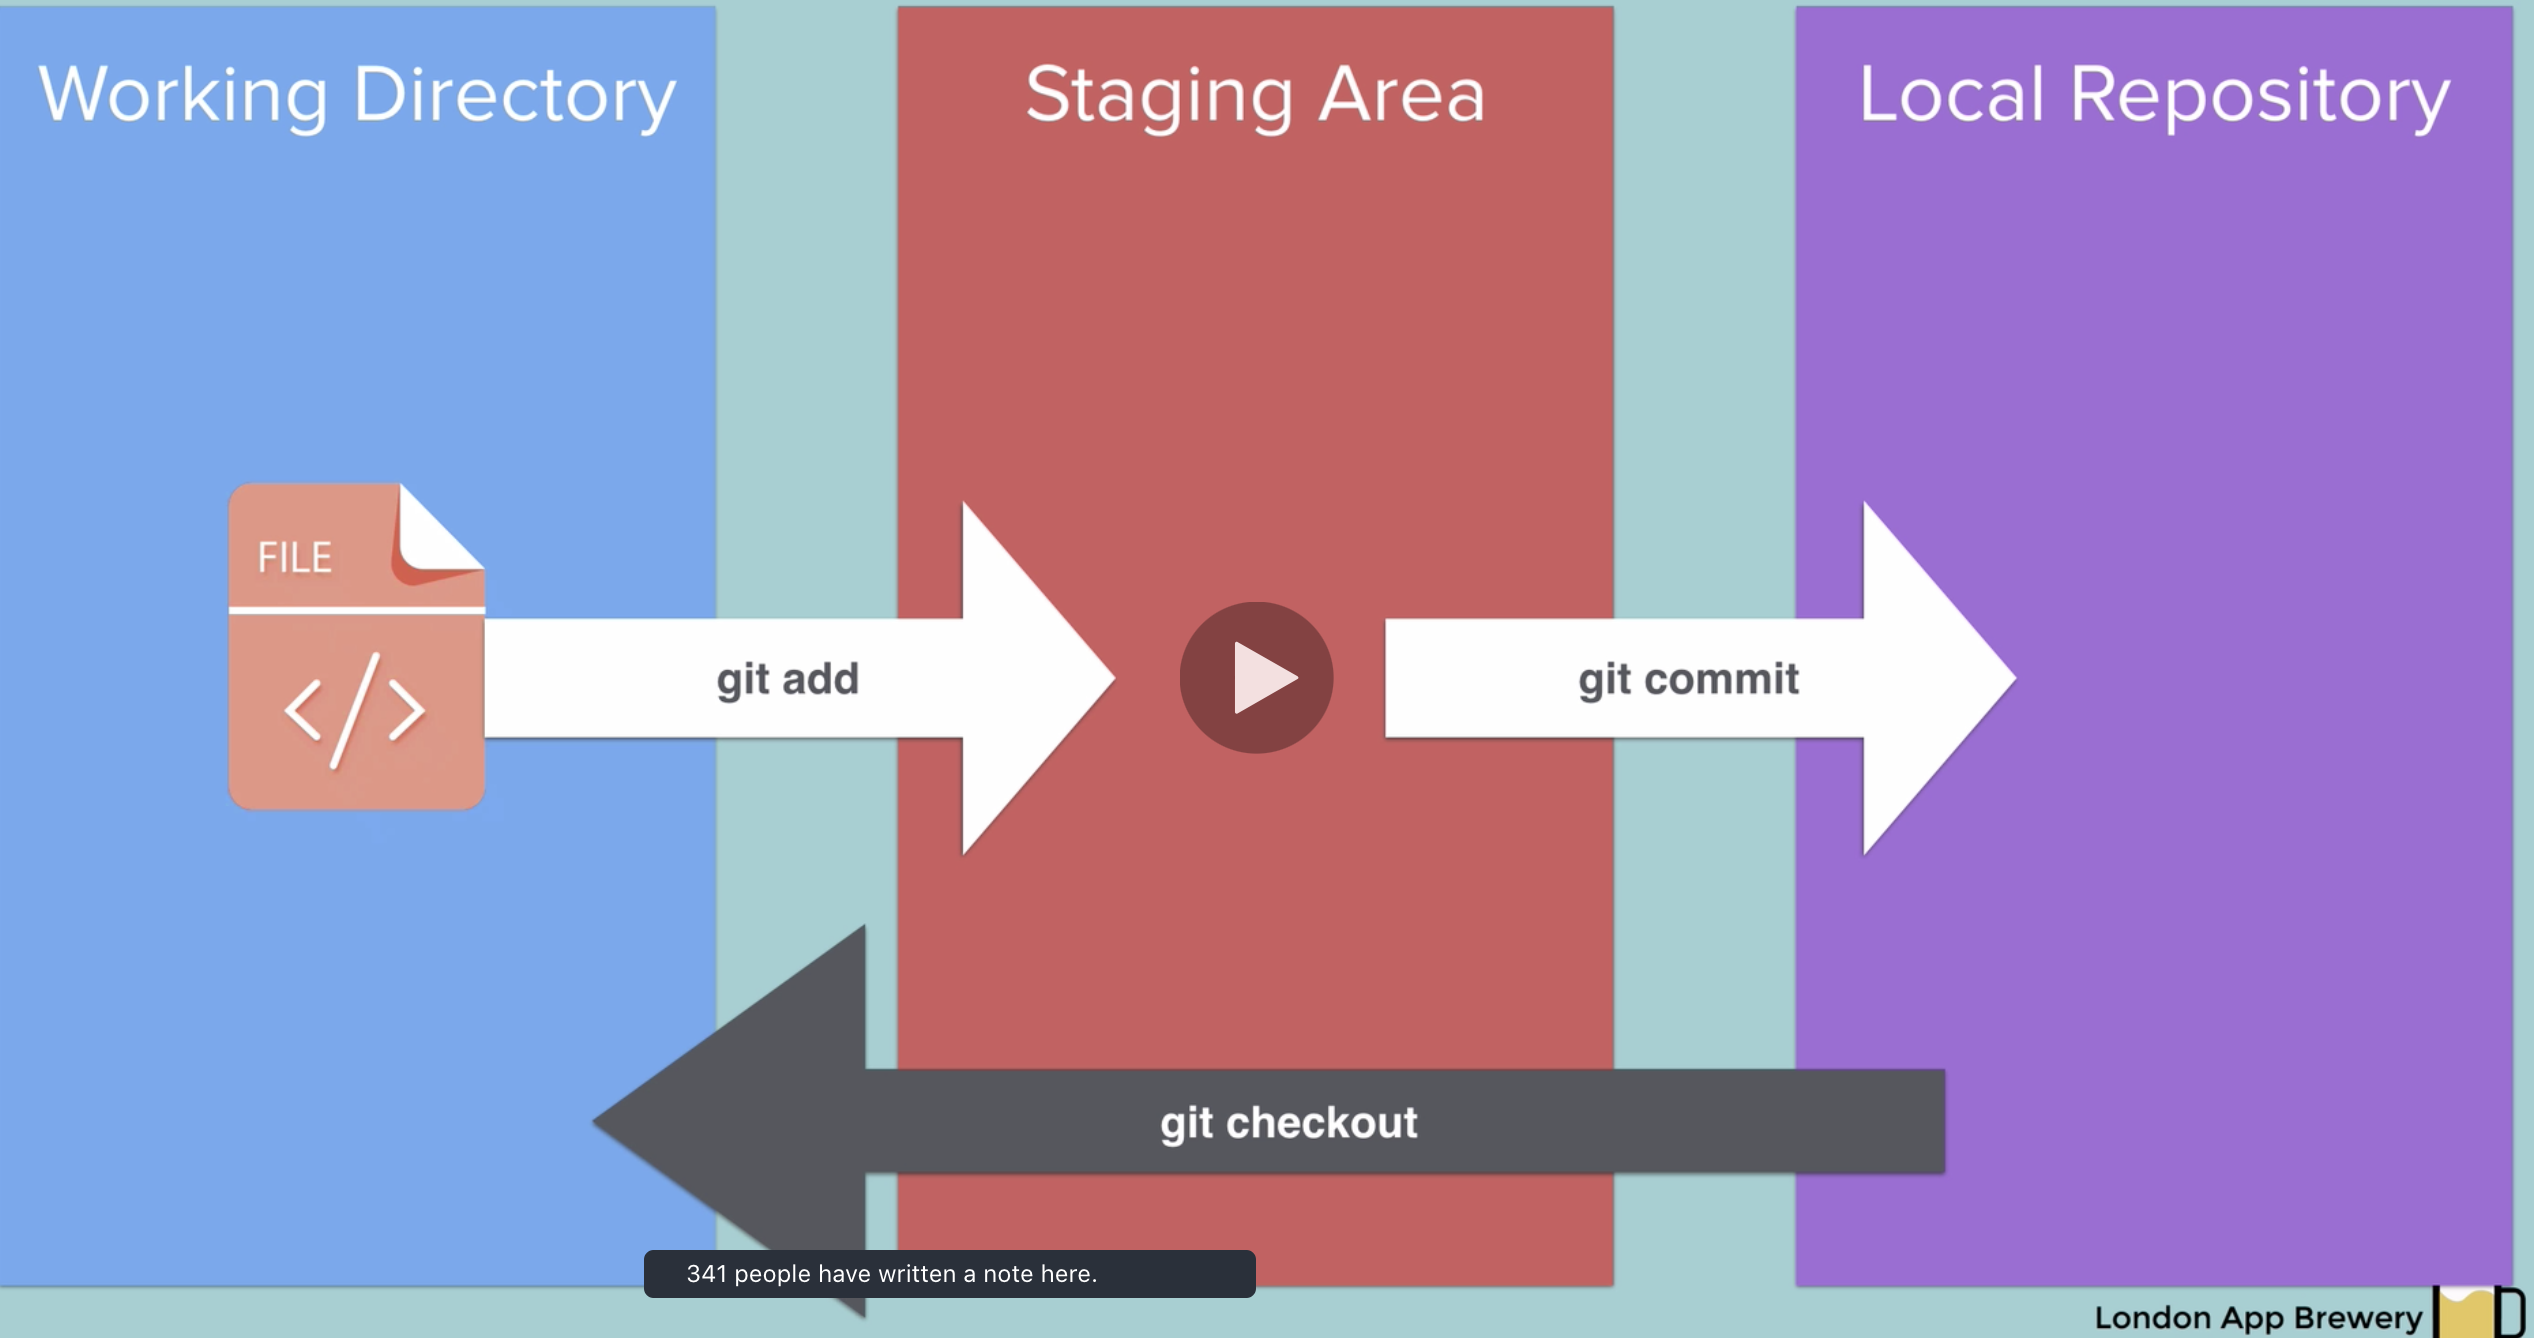 Working Directory
Staging Area
Local Repository
FILE
</>
git add
git commit
git checkout
341 people have written a note here.
London App Brewery